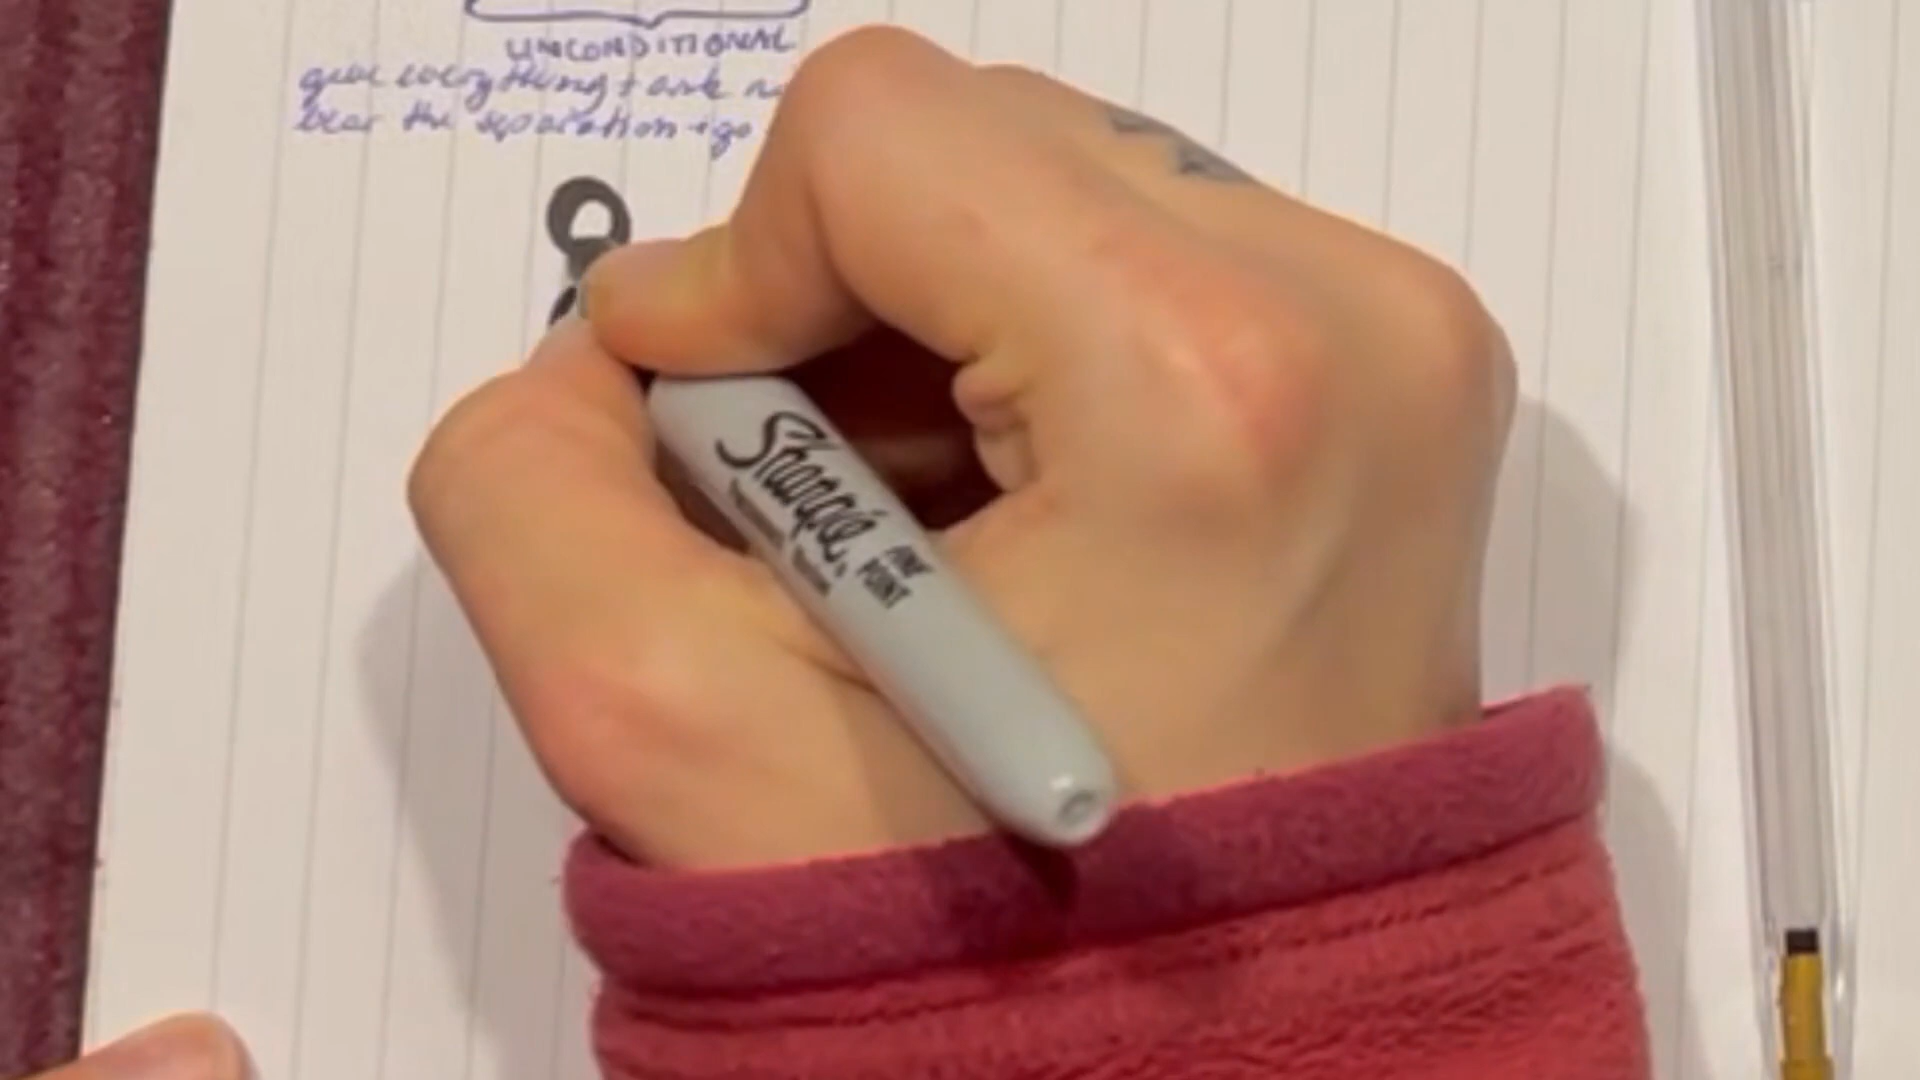 UNCONDITIONAL
give everything + ask
bear the separation + go
Sharpie.
FINE
POINT